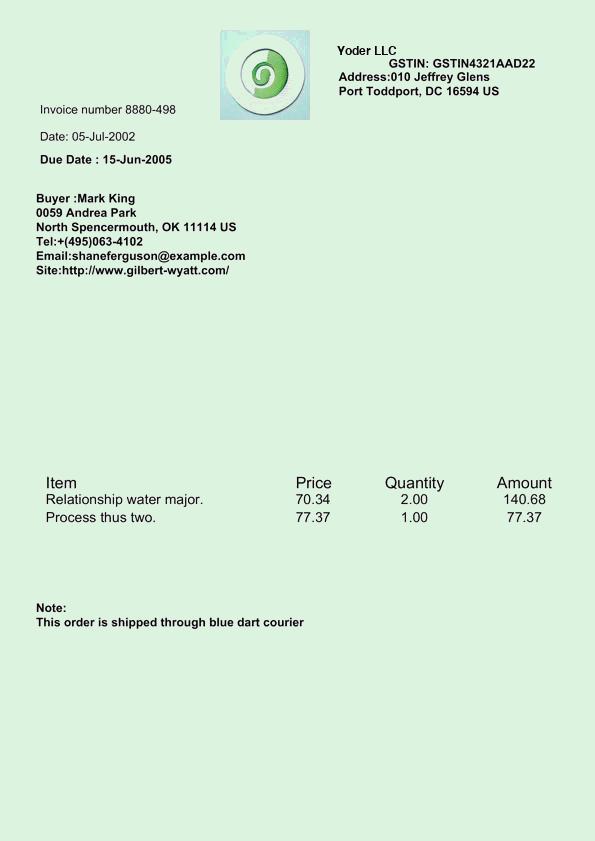 Yoder LLC
GSTIN: GSTIN4321AAD22
Address:010 Jeffrey Glens
Port Toddport, DC 16594 US
Invoice number 8880-498
Date: 05-Jul-2002
Due Date : 15-Jun-2005
Buyer :Mark King
0059 Andrea Park
North Spencermouth, OK 11114 US
Tel:+(495)063-4102
Email:shaneferguson@example.com
Site:http://www.gilbert-wyatt.com/
Item Price Quantity Amount
Relationship water major. 70.34 2.00 140.68
Process thus two. 77.37 1.00 77.37
Note:
This order is shipped through blue dart courier